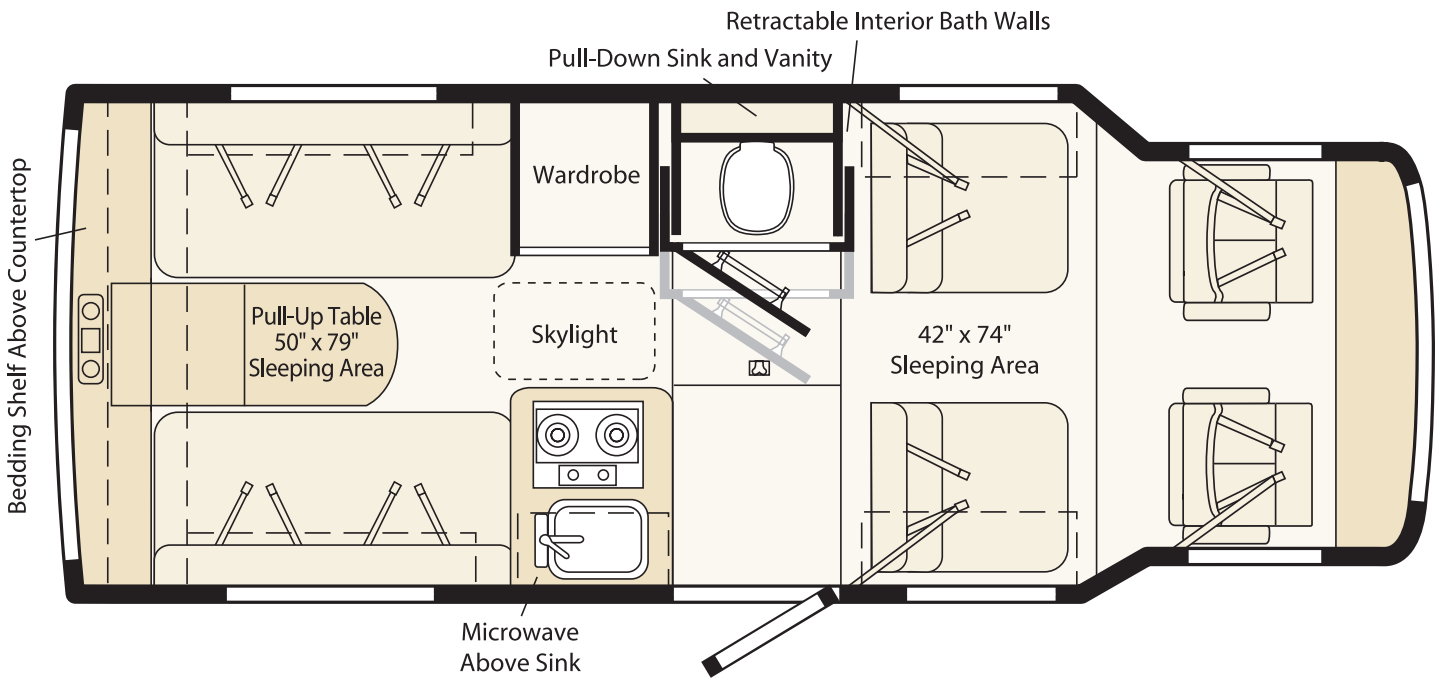 Retractable Interior Bath Walls
Pull-Down Sink and Vanity
Bedding Shelf Above Countertop
Wardrobe
Pull-Up Table
50" x 79"
Sleeping Area
Skylight
42" x 74"
Sleeping Area
Microwave
Above Sink